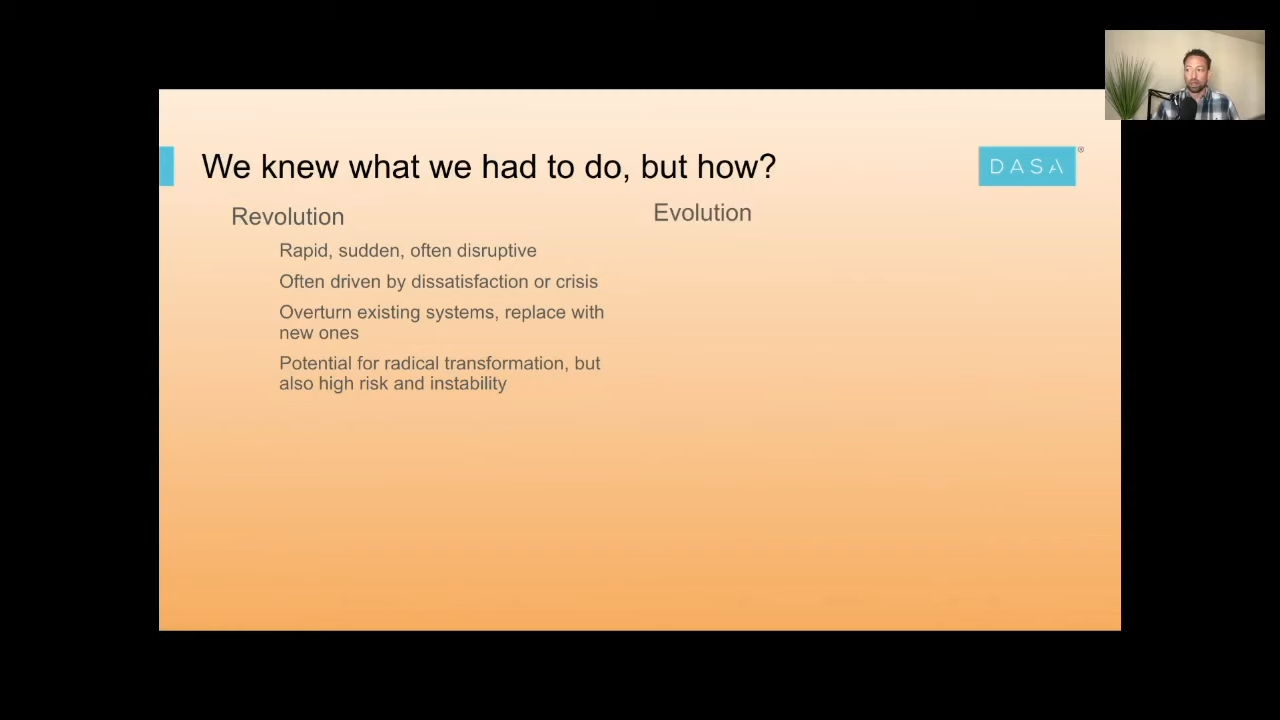 We knew what we had to do, but how?
DASA®
Revolution
Rapid, sudden, often disruptive
Often driven by dissatisfaction or crisis
Overturn existing systems, replace with
new ones
Potential for radical transformation, but
also high risk and instability
Evolution